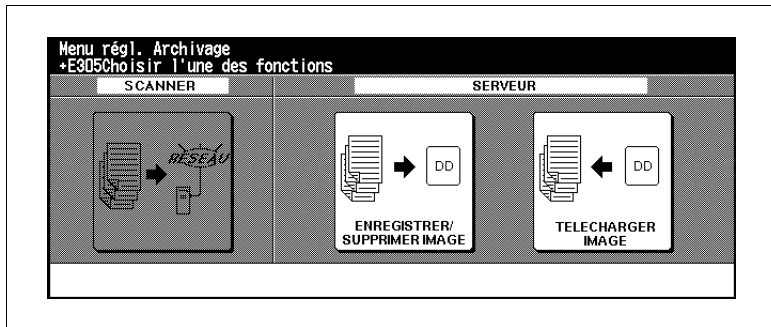 Menu régl. Archivage
+E305Choisir l'une des fonctions
SCANNER
SERVEUR
RESEAU
DD
DD
ENREGISTRER/
SUPPRIMER IMAGE
TELECHARGER
IMAGE